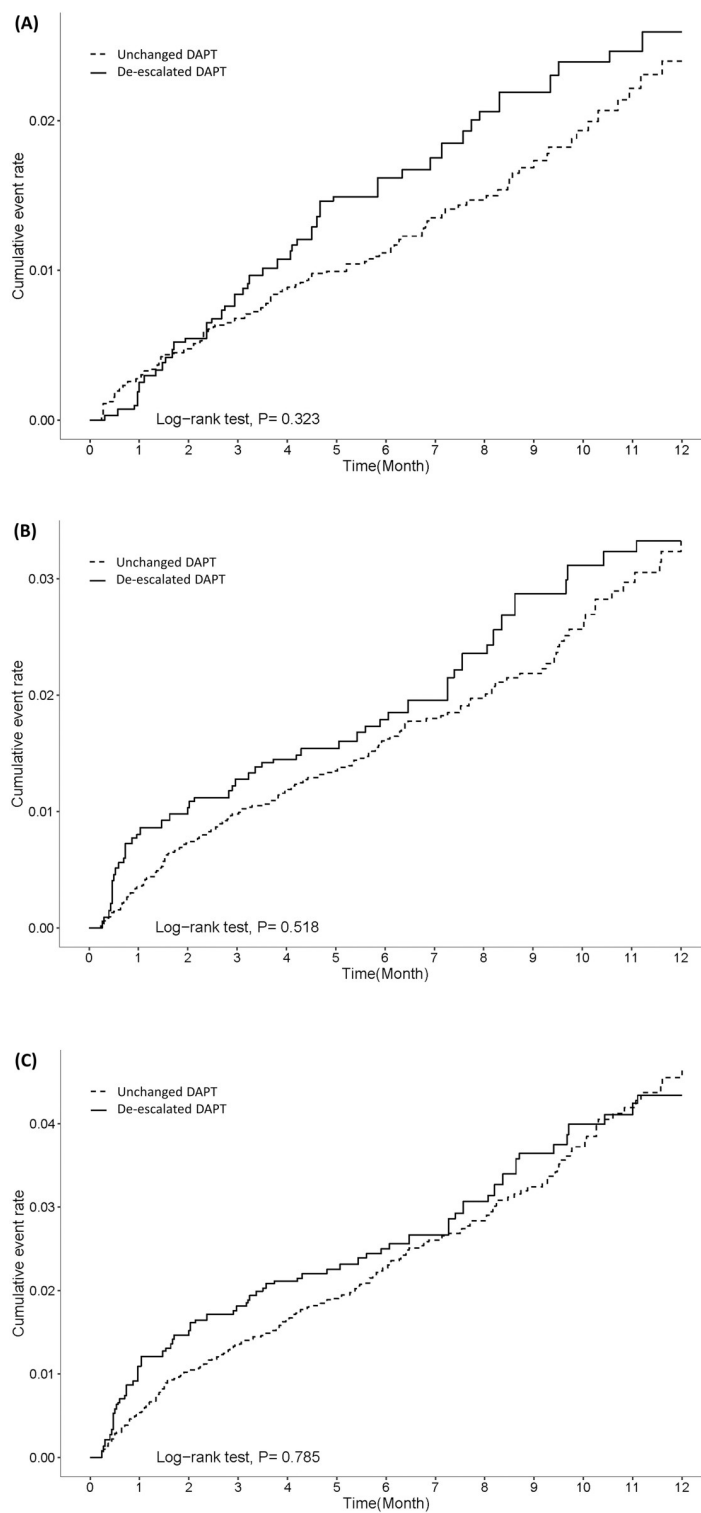 (A)
Unchanged DAPT
De-escalated DAPT
Cumulative event rate
0.02
0.01
0.00
Log-rank test, P= 0.323
0 1 2 3 4 5 6 7 8 9 10 11 12
Time(Month)
(B)
Unchanged DAPT
De-escalated DAPT
Cumulative event rate
0.03
0.02
0.01
0.00
Log-rank test, P= 0.518
0 1 2 3 4 5 6 7 8 9 10 11 12
Time(Month)
(C)
Unchanged DAPT
De-escalated DAPT
Cumulative event rate
0.04
0.03
0.02
0.01
0.00
Log-rank test, P= 0.785
0 1 2 3 4 5 6 7 8 9 10 11 12
Time(Month)